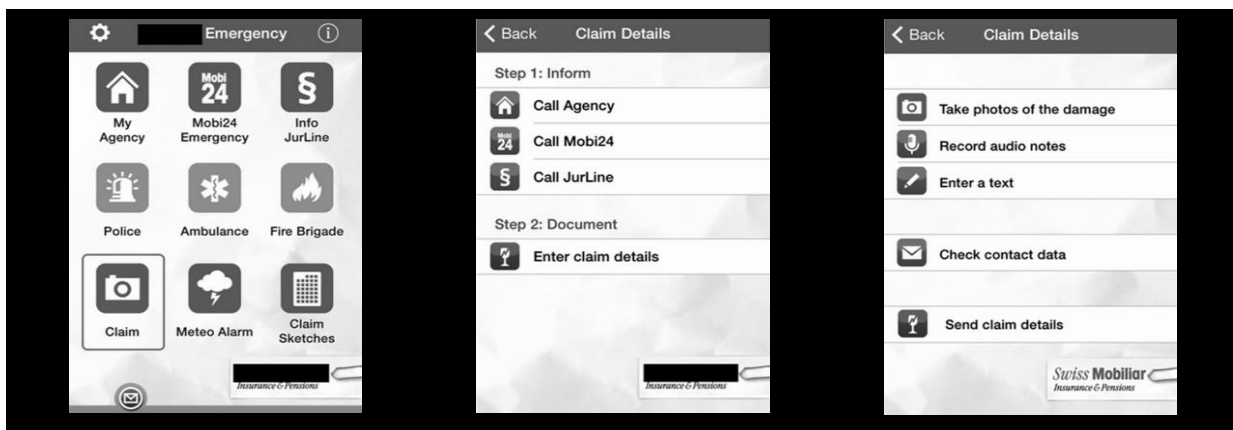 Emergency
My
Agency
Mobi
24
Mobi24
Emergency
§
Info
JurLine
Police
Ambulance
Fire Brigade
Claim
Meteo Alarm
Claim
Sketches
Insurance & Pensions
Back Claim Details
Step 1: Inform
Call Agency
Mobi
24
Call Mobi24
§
Call JurLine
Step 2: Document
Enter claim details
Insurance & Pensions
Back Claim Details
Take photos of the damage
Record audio notes
Enter a text
Check contact data
Send claim details
Swiss Mobiliar
Insurance & Pensions